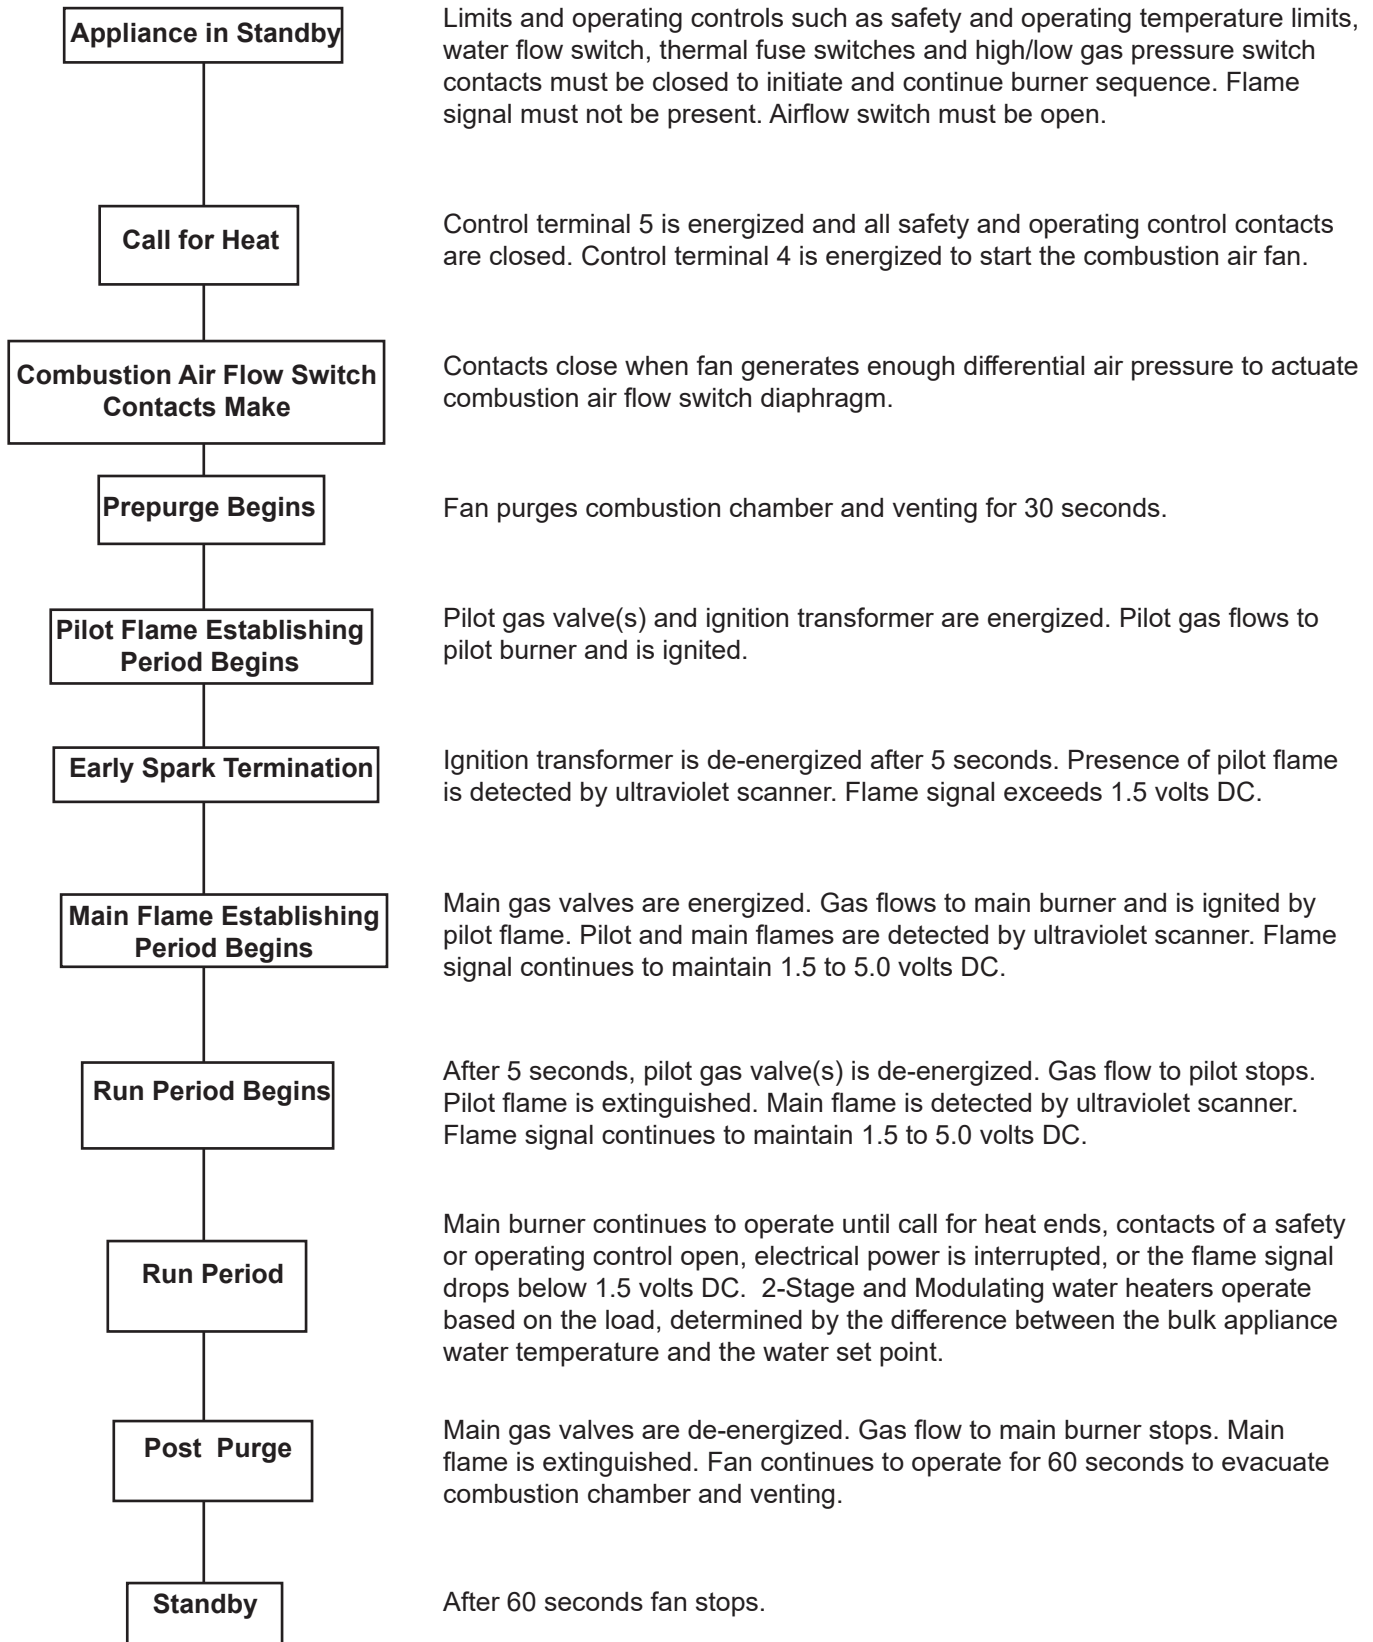 Appliance in Standby
Limits and operating controls such as safety and operating temperature limits,
water flow switch, thermal fuse switches and high/low gas pressure switch
contacts must be closed to initiate and continue burner sequence. Flame
signal must not be present. Airflow switch must be open.
Call for Heat
Control terminal 5 is energized and all safety and operating control contacts
are closed. Control terminal 4 is energized to start the combustion air fan.
Combustion Air Flow Switch
Contacts Make
Contacts close when fan generates enough differential air pressure to actuate
combustion air flow switch diaphragm.
Prepurge Begins
Fan purges combustion chamber and venting for 30 seconds.
Pilot Flame Establishing
Period Begins
Pilot gas valve(s) and ignition transformer are energized. Pilot gas flows to
pilot burner and is ignited.
Early Spark Termination
Ignition transformer is de-energized after 5 seconds. Presence of pilot flame
is detected by ultraviolet scanner. Flame signal exceeds 1.5 volts DC.
Main Flame Establishing
Period Begins
Main gas valves are energized. Gas flows to main burner and is ignited by
pilot flame. Pilot and main flames are detected by ultraviolet scanner. Flame
signal continues to maintain 1.5 to 5.0 volts DC.
Run Period Begins
After 5 seconds, pilot gas valve(s) is de-energized. Gas flow to pilot stops.
Pilot flame is extinguished. Main flame is detected by ultraviolet scanner.
Flame signal continues to maintain 1.5 to 5.0 volts DC.
Run Period
Main burner continues to operate until call for heat ends, contacts of a safety
or operating control open, electrical power is interrupted, or the flame signal
drops below 1.5 volts DC.  2-Stage and Modulating water heaters operate
based on the load, determined by the difference between the bulk appliance
water temperature and the water set point.
Post  Purge
Main gas valves are de-energized. Gas flow to main burner stops. Main
flame is extinguished. Fan continues to operate for 60 seconds to evacuate
combustion chamber and venting.
Standby
After 60 seconds fan stops.